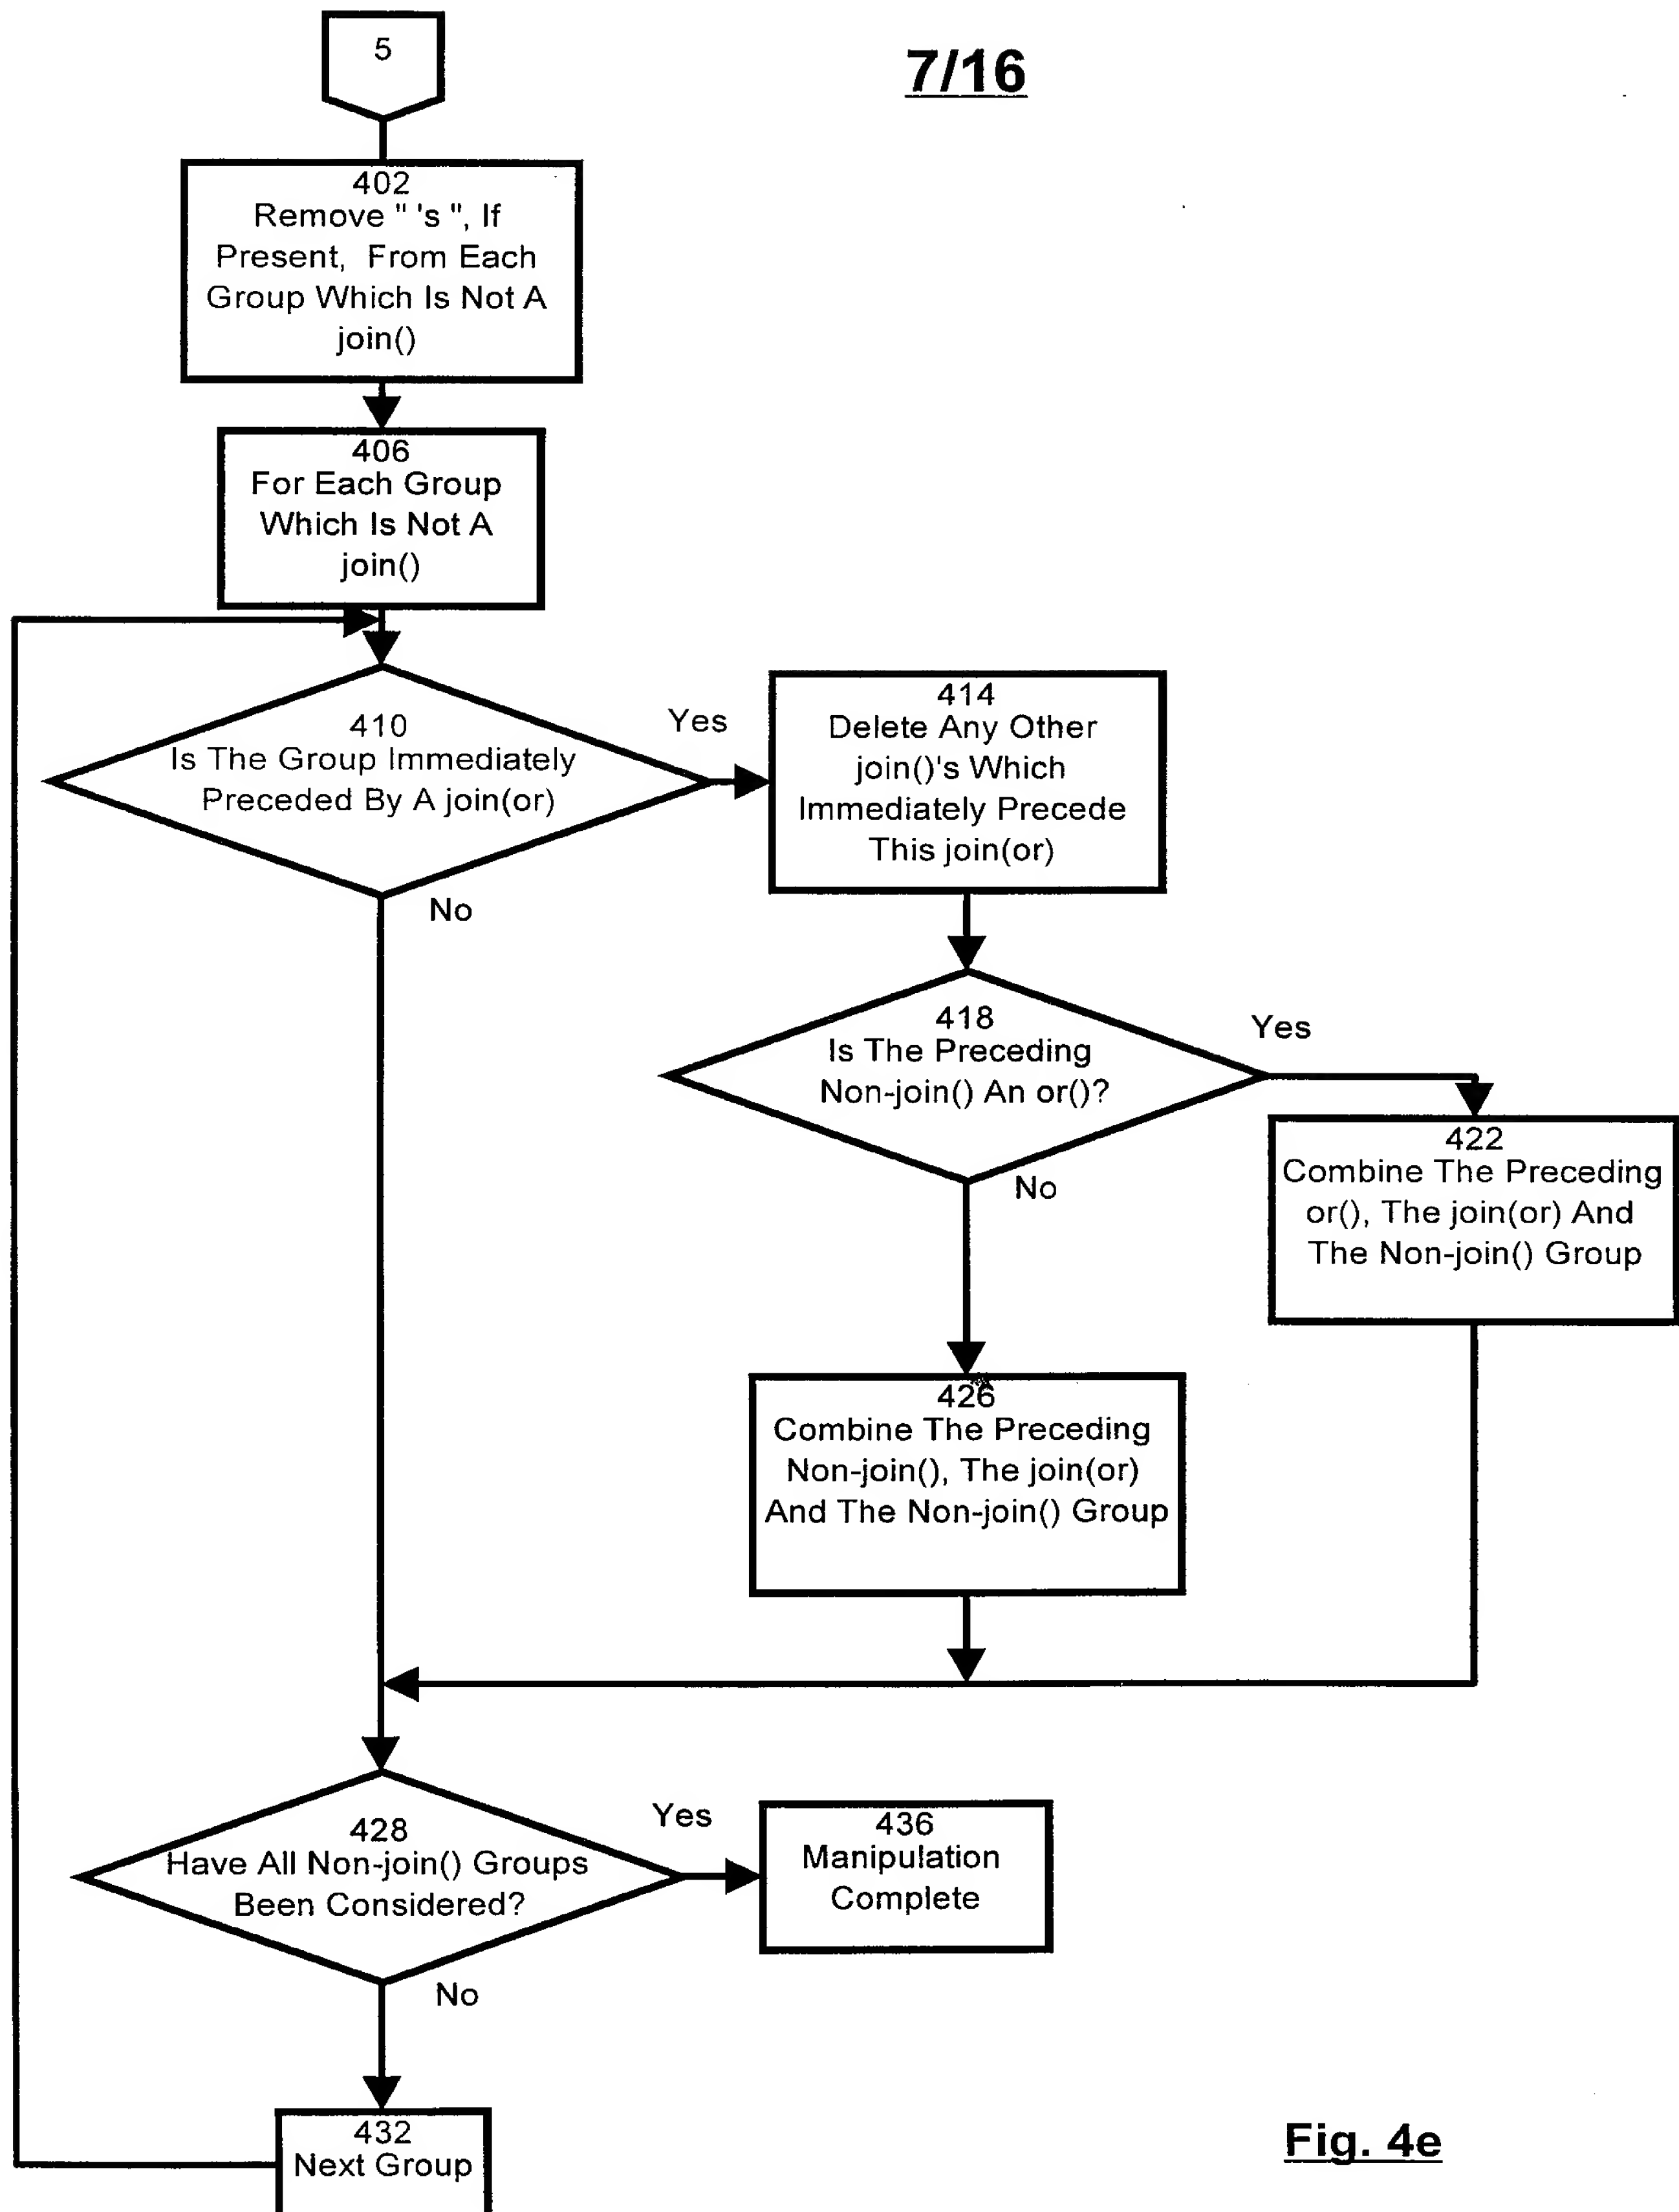 5
7/16
402
Remove " 's ", If
Present, From Each
Group Which Is Not A
join()
406
For Each Group
Which Is Not A
join()
410
Is The Group Immediately
Preceded By A join(or)
Yes
No
414
Delete Any Other
join()'s Which
Immediately Precede
This join(or)
418
Is The Preceding
Non-join() An or()?
Yes
No
422
Combine The Preceding
or(), The join(or) And
The Non-join() Group
426
Combine The Preceding
Non-join(), The join(or)
And The Non-join() Group
428
Have All Non-join() Groups
Been Considered?
Yes
No
436
Manipulation
Complete
432
Next Group
Fig. 4e